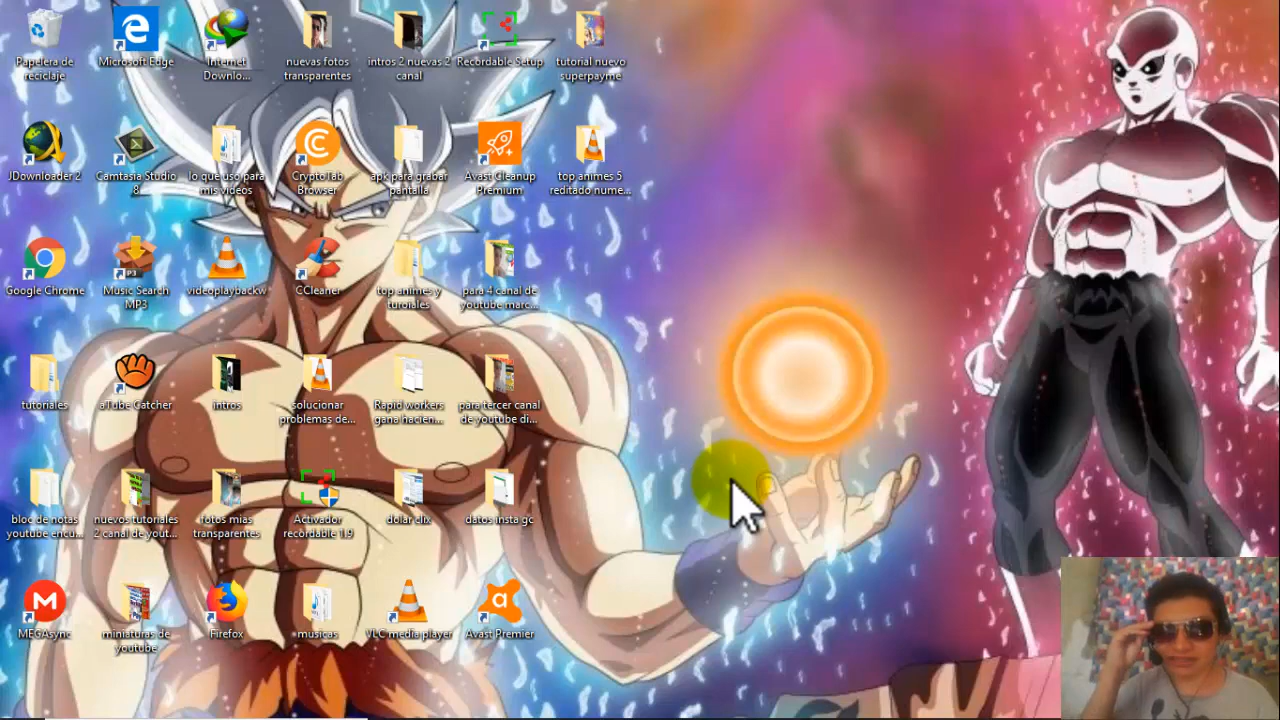 Papelera de
reciclaje
Microsoft Edge
Internet
Downlo...
nuevas fotos
transparentes
intros 2 nuevas 2
canal
Recordable Setup
tutorial nuevo
superpayme
JDownloader 2
Camtasia Studio
8
lo que uso para
mis videos
CryptoTab
Browser
apk para grabar
pantalla
Avast Cleanup
Premium
top animes 5
reditado nume...
Google Chrome
P3
Music Search
MP3
videoplaybackw
CCleaner
top animes y
turoiales
para 4 canal de
youtube marc...
tutoriales
aTube Catcher
intros
solucionar
problemas de...
Rapid workers
gana hacien...
para tercer canal
de youtube di...
bloc de notas
youtube encu...
nuevos tutoriales
2 canal de yout...
fotos mias
transparentes
Activador
recordable 1.1.9
dolar clix
datos insta gc
MEGAsync
miniaturas de
youtube
Firefox
musicas
VLC media player
Avast Premier